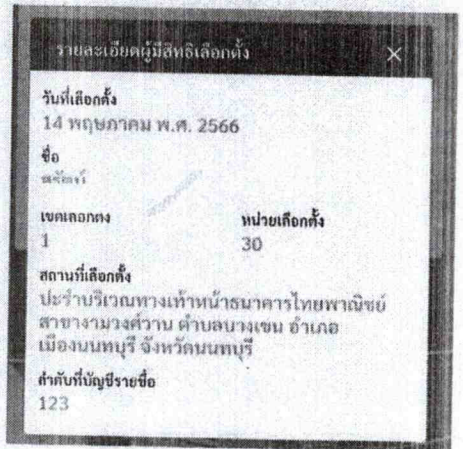 รายละเอียดผู้มีสิทธิเลือกตั้ง ×
วันที่เลือกตั้ง
14 พฤษภาคม พ.ศ. 2566
ชื่อ
เขตเลือกตั้ง หน่วยเลือกตั้ง
1 30
สถานที่เลือกตั้ง
ปะรำบริเวณทางเท้าหน้าธนาคารไทยพาณิชย์
สาขางามวงศ์วาน ตำบลบางเขน อำเภอ
เมืองนนทบุรี จังหวัดนนทบุรี
ลำดับที่บัญชีรายชื่อ
123